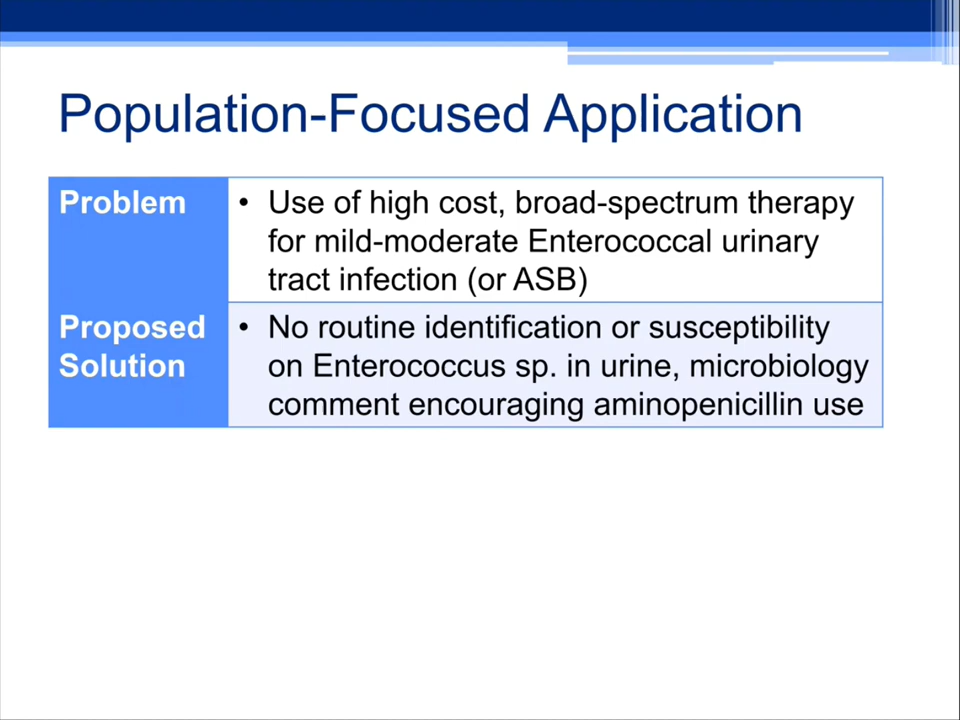 Population-Focused Application
Problem
• Use of high cost, broad-spectrum therapy
for mild-moderate Enterococcal urinary
tract infection (or ASB)
Proposed
Solution
• No routine identification or susceptibility
on Enterococcus sp. in urine, microbiology
comment encouraging aminopenicillin use